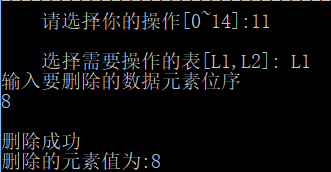 请选择你的操作[0~14]:11
选择需要操作的表[L1,L2]: L1
输入要删除的数据元素位序
8
删除成功
删除的元素值为:8